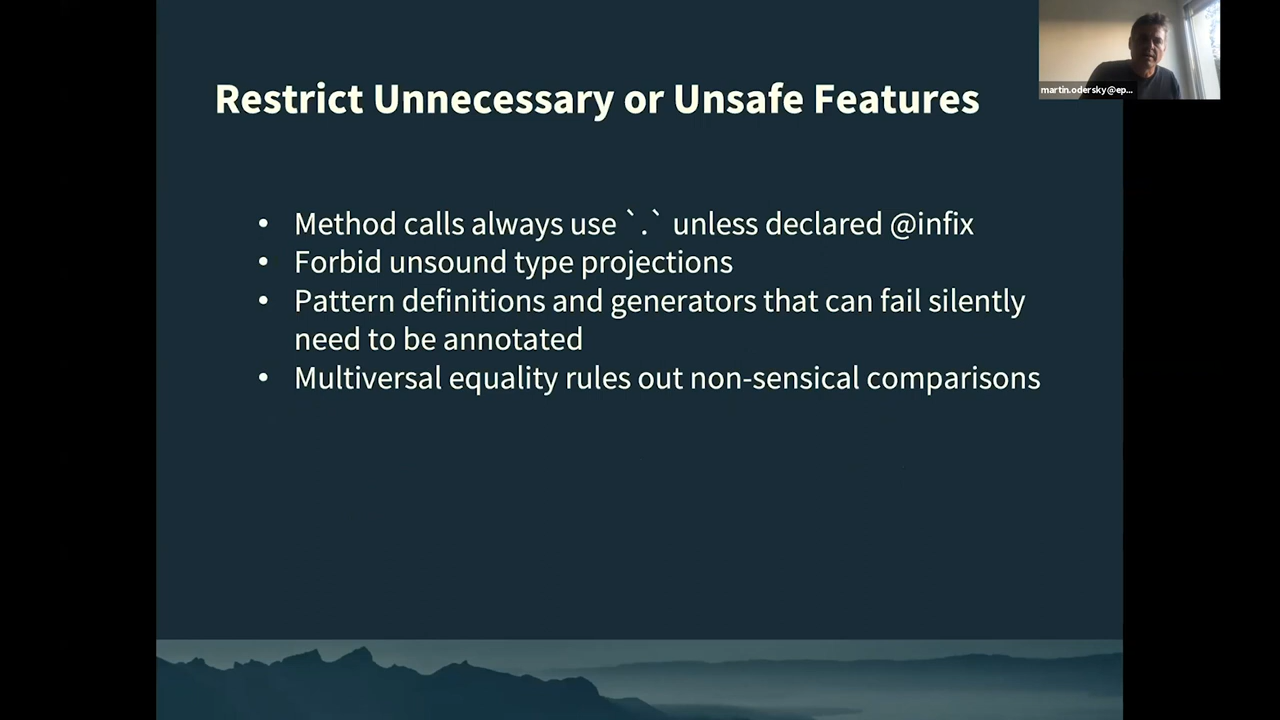 martin.odersky@ep...
Restrict Unnecessary or Unsafe Features
• Method calls always use `.` unless declared @infix
• Forbid unsound type projections
• Pattern definitions and generators that can fail silently
need to be annotated
• Multiversal equality rules out non-sensical comparisons